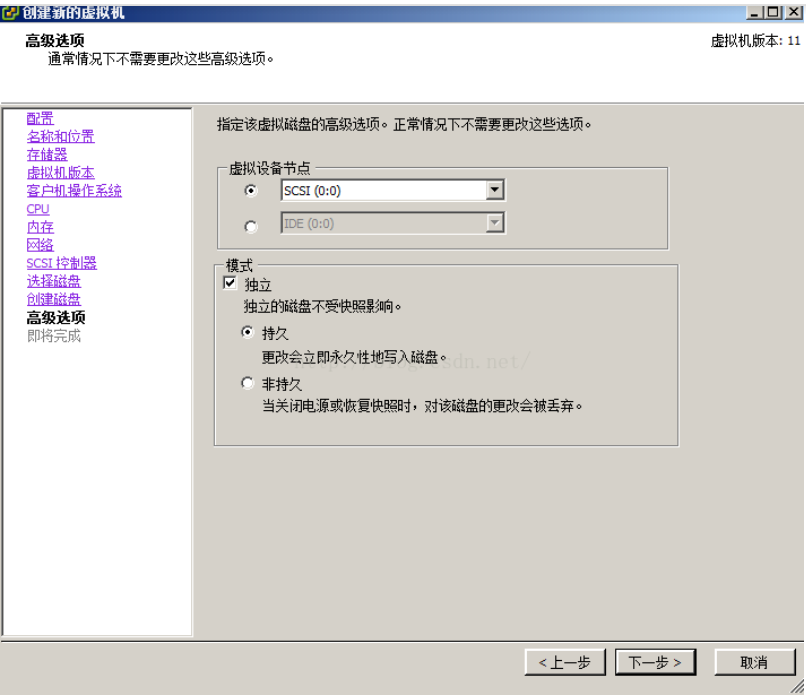 创建新的虚拟机
高级选项
通常情况下不需要更改这些高级选项。
虚拟机版本: 11
配置
名称和位置
存储器
虚拟机版本
客户机操作系统
CPU
内存
网络
SCSI 控制器
选择磁盘
创建磁盘
高级选项
即将完成
指定该虚拟磁盘的高级选项。正常情况下不需要更改这些选项。
虚拟设备节点
SCSI (0:0)
IDE (0:0)
模式
独立
独立的磁盘不受快照影响。
持久
更改会立即永久性地写入磁盘。
非持久
当关闭电源或恢复快照时，对该磁盘的更改会被丢弃。
<上一步
下一步 >
取消